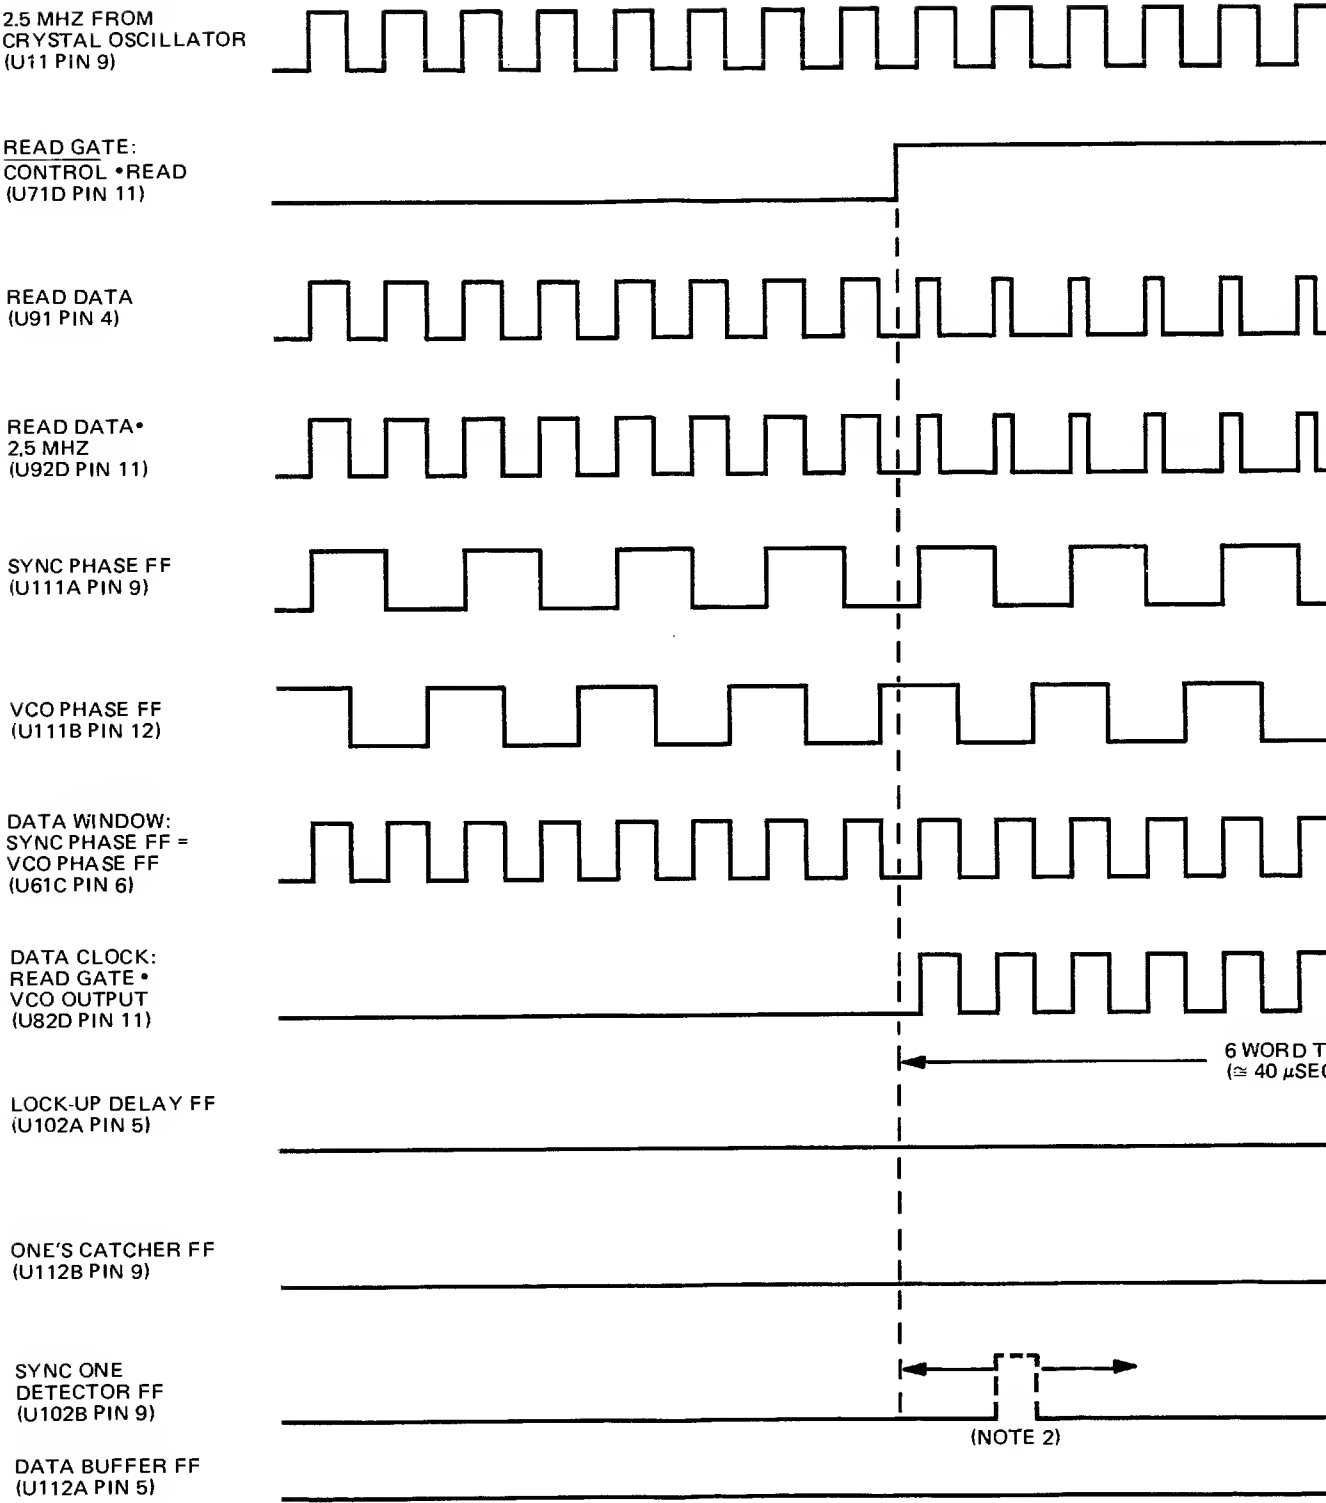 2.5 MHZ FROM
CRYSTAL OSCILLATOR
(U11 PIN 9)
READ GATE:
CONTROL •READ
(U71D PIN 11)
READ DATA
(U91 PIN 4)
READ DATA•
2,5 MHZ
(U92D PIN 11)
SYNC PHASE FF
(U111A PIN 9)
VCO PHASE FF
(U111B PIN 12)
DATA WINDOW:
SYNC PHASE FF =
VCO PHASE FF
(U61C PIN 6)
DATA CLOCK:
READ GATE •
VCO OUTPUT
(U82D PIN 11)
6 WORD T
(≅ 40 μSEC
LOCK-UP DELAY FF
(U102A PIN 5)
ONE'S CATCHER FF
(U112B PIN 9)
SYNC ONE
DETECTOR FF
(U102B PIN 9)
(NOTE 2)
DATA BUFFER FF
(U112A PIN 5)